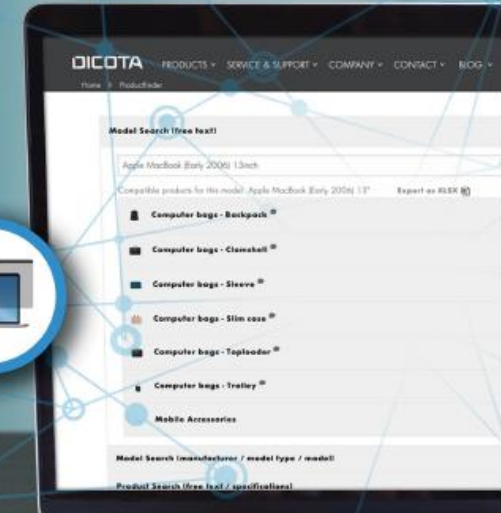 DICOTA PRODUCTS SERVICE & SUPPORT COMPANY CONTACT BLOG
Home > Productfinder
Model Search (free text)
Apple MacBook (Early 2006) 13inch
Compatible products for this model: Apple MacBook (Early 2006) 13" Export as XLSX
Computer bags - Backpack
Computer bags - Clamshell
Computer bags - Sleeve
Computer bags - Slim case
Computer bags - Toploader
Computer bags - Trolley
Mobile Accessories
Model Search (manufacturer / model type / model)
Product Search (free text / specifications)